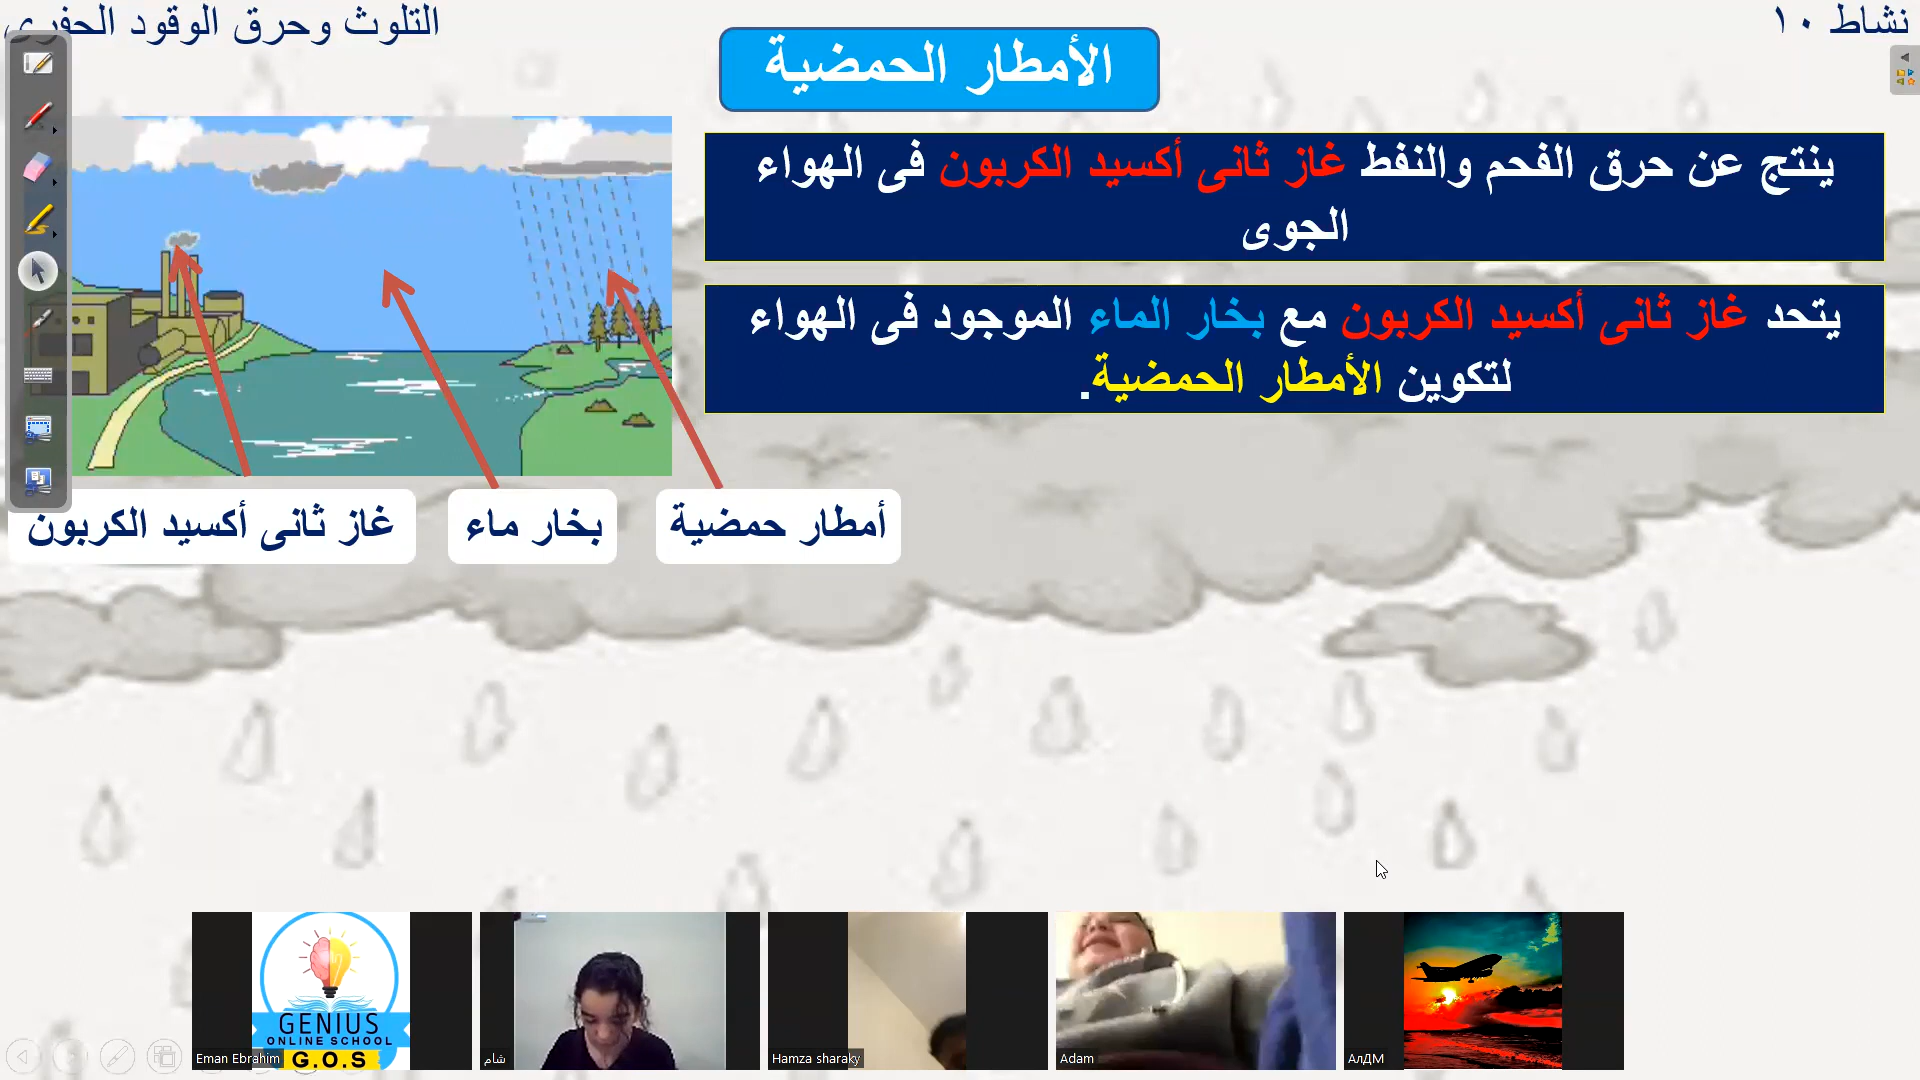 نشاط ١٠
التلوث وحرق الوقود الحفرى
الأمطار الحمضية
ينتج عن حرق الفحم والنفط غاز ثانى أكسيد الكربون فى الهواء
الجوى
يتحد غاز ثانى أكسيد الكربون مع بخار الماء الموجود فى الهواء
لتكوين الأمطار الحمضية.
أمطار حمضية
بخار ماء
غاز ثانى أكسيد الكربون
GENIUS
ONLINE SCHOOL
G.O.S
Eman Ebrahim
شام
Hamza sharaky
Adam
АлДМ